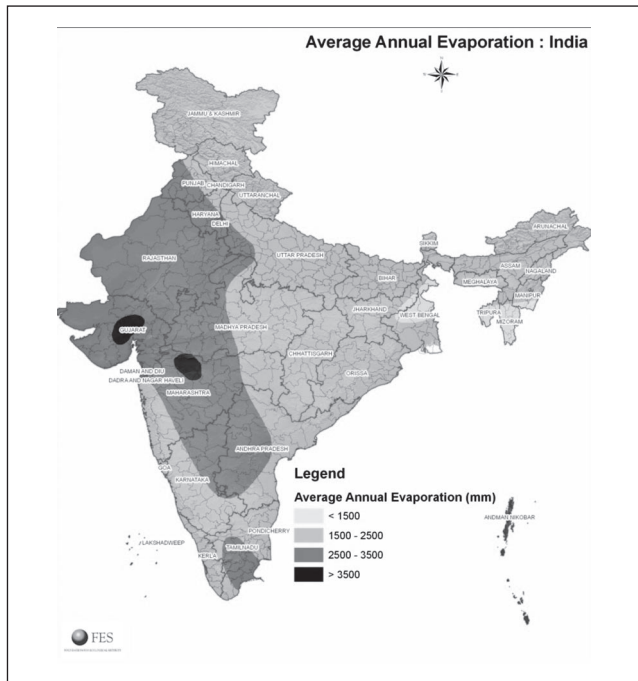 Average Annual Evaporation : India
N
JAMMU & KASHMIR
HIMACHAL
PUNJAB
CHANDIGARH
UTTARANCHAL
HARYANA
DELHI
RAJASTHAN
UTTAR PRADESH
SIKKIM
ARUNACHAL
ASSAM
NAGALAND
BIHAR
MEGHALAYA
MANIPUR
JHARKHAND
WEST BENGAL
TRIPURA
MIZORAM
GUJARAT
MADHYA PRADESH
CHHATTISGARH
ORISSA
DAMAN AND DIU
DADRA AND NAGAR HAVELI
MAHARASHTRA
ANDHRA PRADESH
GOA
KARNATAKA
PONDICHERRY
ANDMAN NIKOBAR
LAKSHADWEEP
KERLA
TAMILNADU
Legend
Average Annual Evaporation (mm)
< 1500
1500 - 2500
2500 - 3500
> 3500
FES